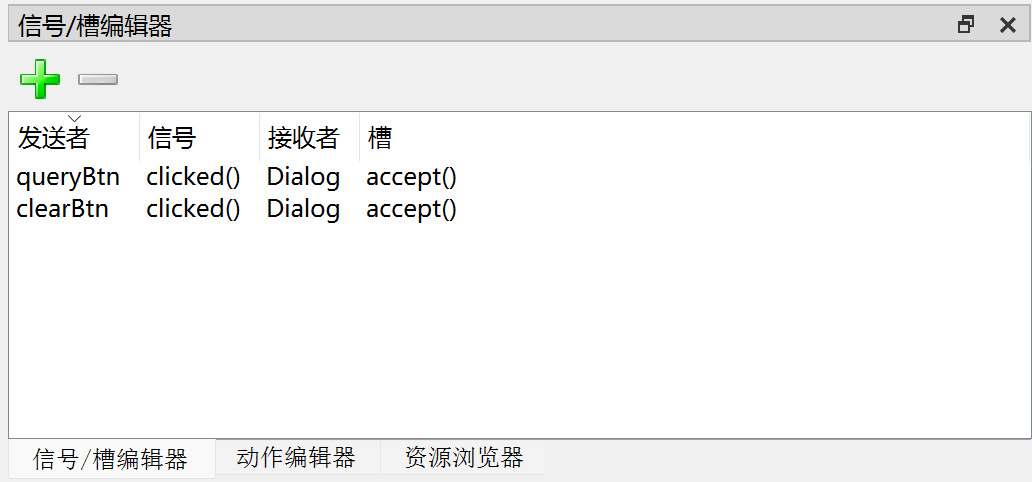 信号/槽编辑器
发送者 信号 接收者 槽
queryBtn clicked() Dialog accept()
clearBtn clicked() Dialog accept()
信号/槽编辑器 动作编辑器 资源浏览器